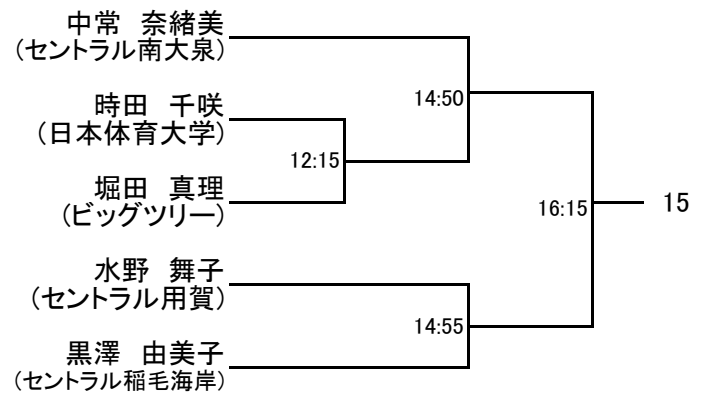 中常　奈緒美
(セントラル南大泉)
14:50
時田　千咲
(日本体育大学)
12:15
堀田　真理
(ビッグツリー)
16:15
15
水野　舞子
(セントラル用賀)
14:55
黒澤　由美子
(セントラル稲毛海岸)